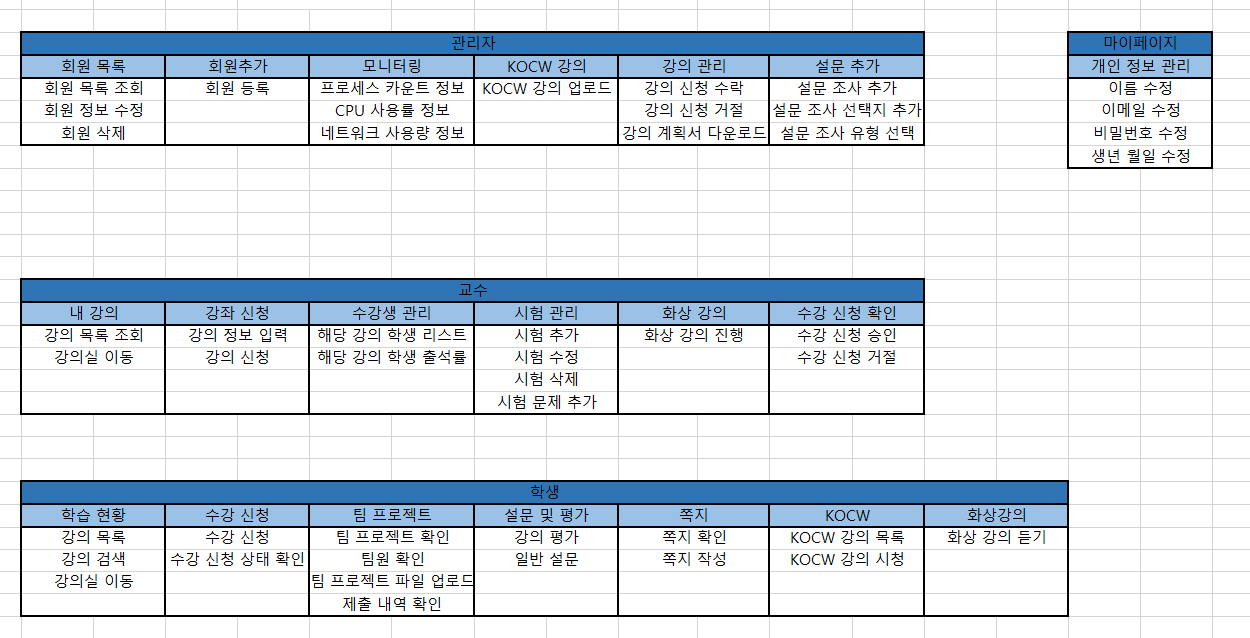 관리자
회원 목록 회원추가 모니터링 KOCW 강의 강의 관리 설문 추가
회원 목록 조회 회원 등록 프로세스 카운트 정보 KOCW 강의 업로드 강의 신청 수락 설문 조사 추가
회원 정보 수정 CPU 사용률 정보 강의 신청 거절 설문 조사 선택지 추가
회원 삭제 네트워크 사용량 정보 강의 계획서 다운로드 설문 조사 유형 선택
마이페이지
개인 정보 관리
이름 수정
이메일 수정
비밀번호 수정
생년 월일 수정
교수
내 강의 강좌 신청 수강생 관리 시험 관리 화상 강의 수강 신청 확인
강의 목록 조회 강의 정보 입력 해당 강의 학생 리스트 시험 추가 화상 강의 진행 수강 신청 승인
강의실 이동 강의 신청 해당 강의 학생 출석률 시험 수정 수강 신청 거절
시험 삭제
시험 문제 추가
학생
학습 현황 수강 신청 팀 프로젝트 설문 및 평가 쪽지 KOCW 화상강의
강의 목록 수강 신청 팀 프로젝트 확인 강의 평가 쪽지 확인 KOCW 강의 목록 화상 강의 듣기
강의 검색 수강 신청 상태 확인 팀원 확인 일반 설문 쪽지 작성 KOCW 강의 시청
강의실 이동 팀 프로젝트 파일 업로드
제출 내역 확인